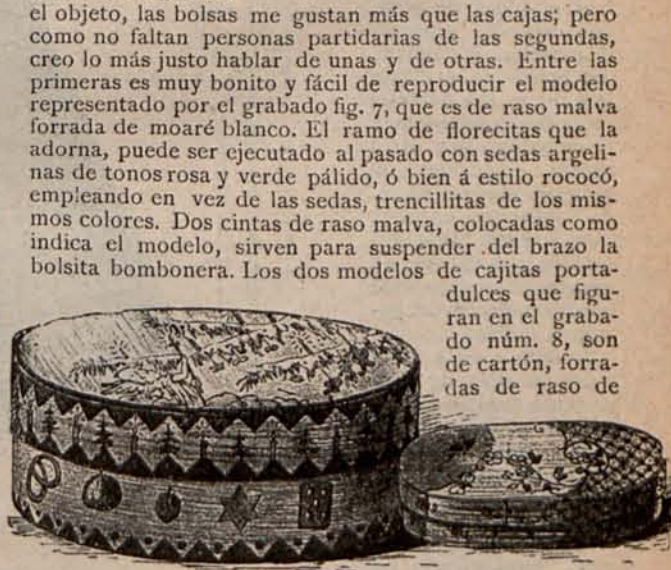 el objeto, las bolsas me gustan más que las cajas; pero
como no faltan personas partidarias de las segundas,
creo lo más justo hablar de unas y de otras. Entre las
primeras es muy bonito y fácil de reproducir el modelo
representado por el grabado fig. 7, que es de raso malva
forrada de moaré blanco. El ramo de florecitas que la
adorna, puede ser ejecutado al pasado con sedas argeli-
nas de tonos rosa y verde pálido, ó bien á estilo rococó,
empleando en vez de las sedas, trencillitas de los mis-
mos colores. Dos cintas de raso malva, colocadas como
indica el modelo, sirven para suspender del brazo la
bolsita bombonera. Los dos modelos de cajitas porta-
dulces que figu-
ran en el graba-
do núm. 8, son
de cartón, forra-
das de raso de